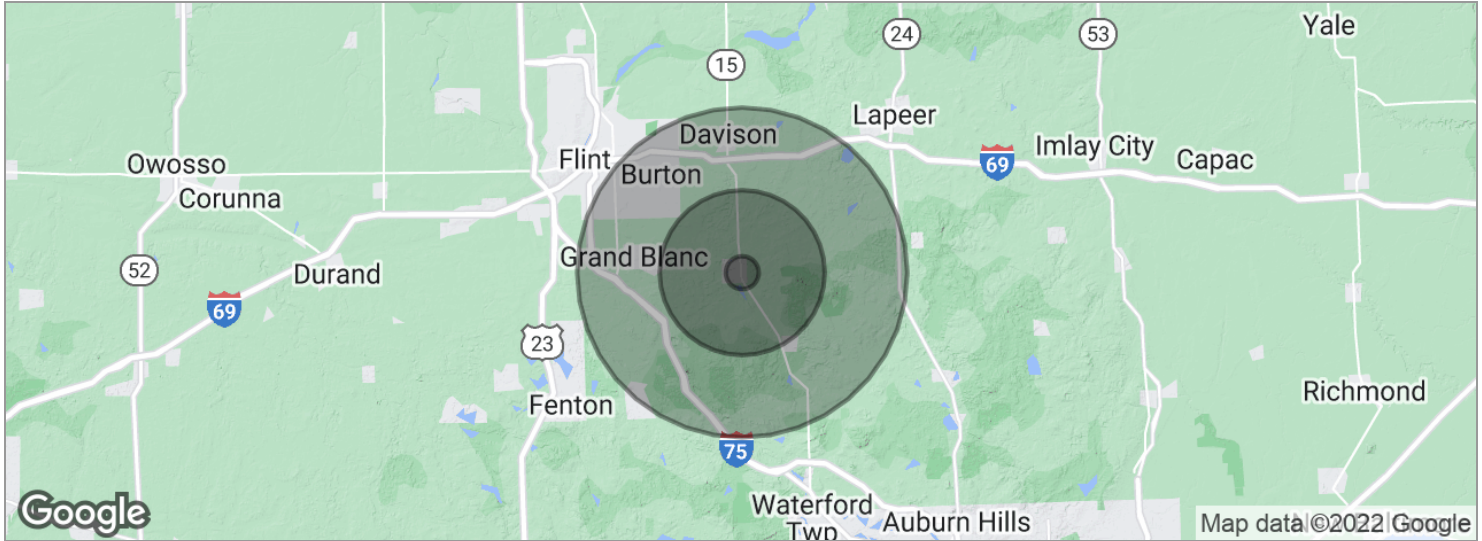 Yale
24
53
15
Lapeer
Davison
Imlay City
Owosso
Flint
69
Capac
Burton
Corunna
Grand Blanc
52
Durand
69
23
Richmond
Fenton
75
Waterford
Twp
Auburn Hills
Google
Map data ©2022 Google